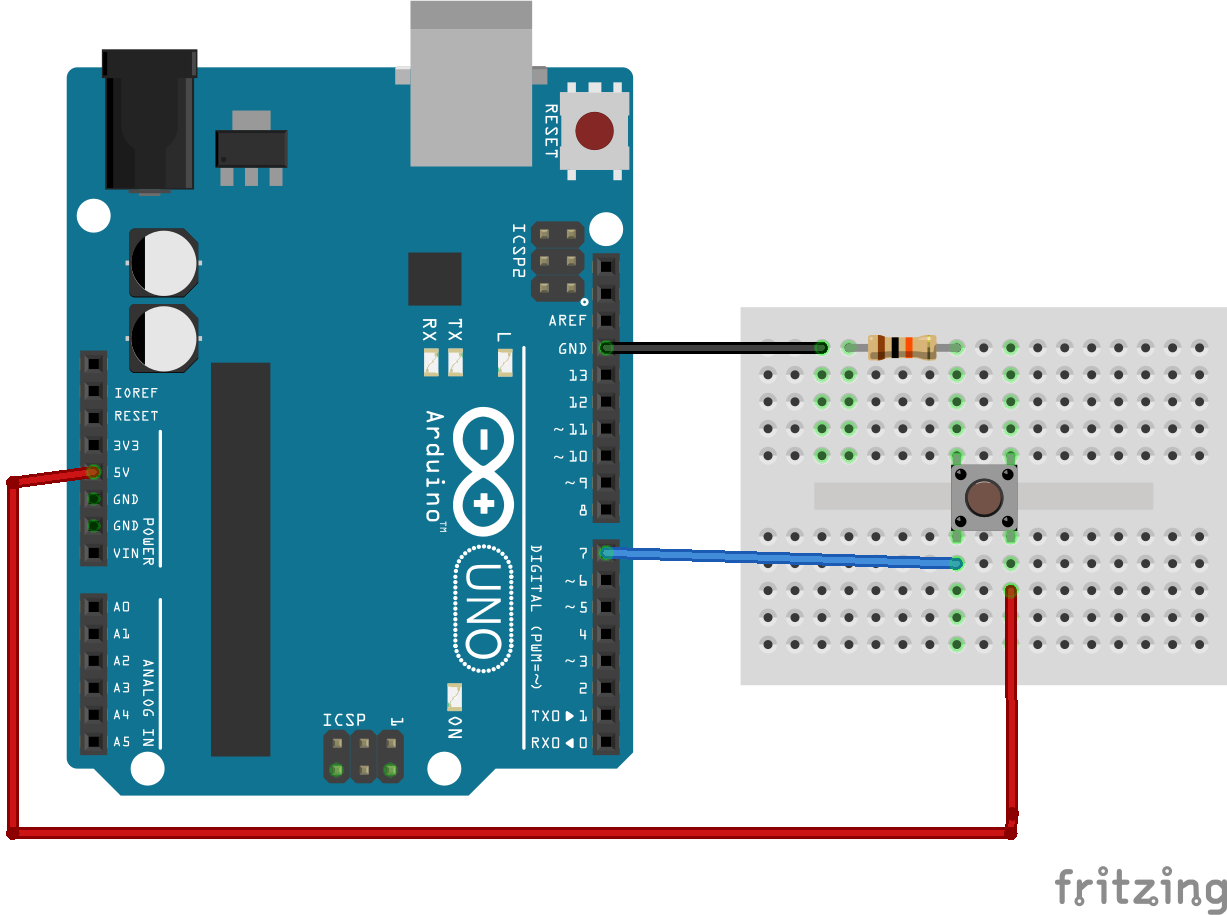 RESET
ICSP2
AREF
GND
13
12
~11
~10
~9
8
7
~6
~5
4
~3
2
TX0▶1
RX0◀0
DIGITAL (PWM=~)
RX
TX
L
Arduino™
UNO
ON
ICSP
1
IOREF
RESET
3V3
5V
GND
GND
VIN
POWER
A0
A1
A2
A3
A4
A5
ANALOG IN
fritzing